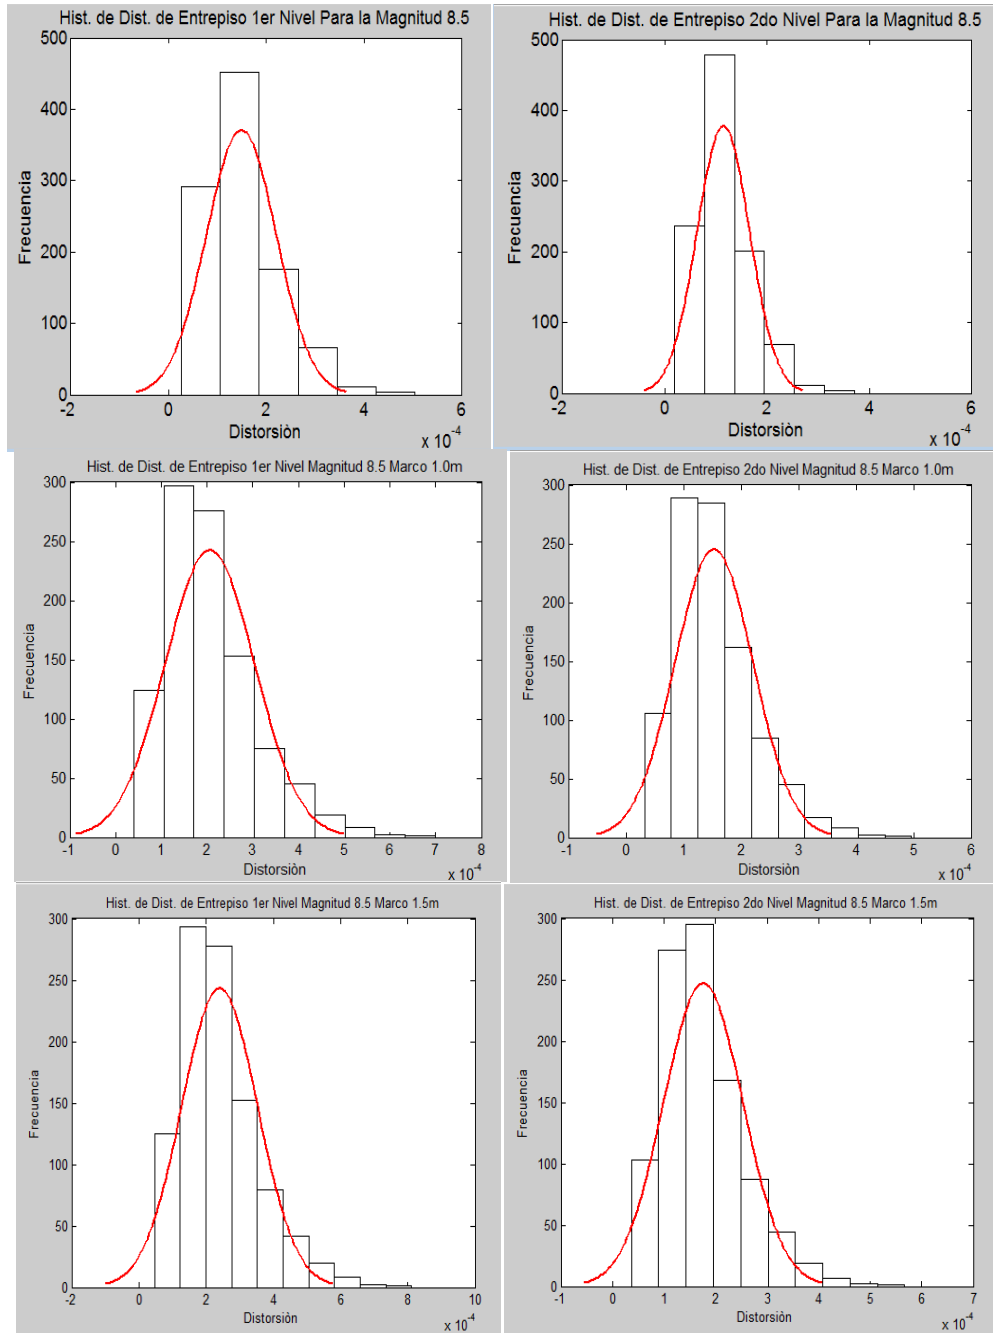 Hist. de Dist. de Entrepiso 1er Nivel Para la Magnitud 8.5
500
400
300
200
100
0
Frecuencia
-2 0 2 4 6
Distorsiòn
x 10-4
Hist. de Dist. de Entrepiso 2do Nivel Para la Magnitud 8.5
500
400
300
200
100
0
Frecuencia
-2 0 2 4 6
Distorsiòn
x 10-4
Hist. de Dist. de Entrepiso 1er Nivel Magnitud 8.5 Marco 1.0m
300
250
200
150
100
50
0
Frecuencia
-1 0 1 2 3 4 5 6 7 8
Distorsiòn
x 10-4
Hist. de Dist. de Entrepiso 2do Nivel Magnitud 8.5 Marco 1.0m
300
250
200
150
100
50
0
Frecuencia
-1 0 1 2 3 4 5 6
Distorsiòn
x 10-4
Hist. de Dist. de Entrepiso 1er Nivel Magnitud 8.5 Marco 1.5m
300
250
200
150
100
50
0
Frecuencia
-2 0 2 4 6 8 10
Distorsiòn
x 10-4
Hist. de Dist. de Entrepiso 2do Nivel Magnitud 8.5 Marco 1.5m
300
250
200
150
100
50
0
Frecuencia
-1 0 1 2 3 4 5 6 7
Distorsiòn
x 10-4